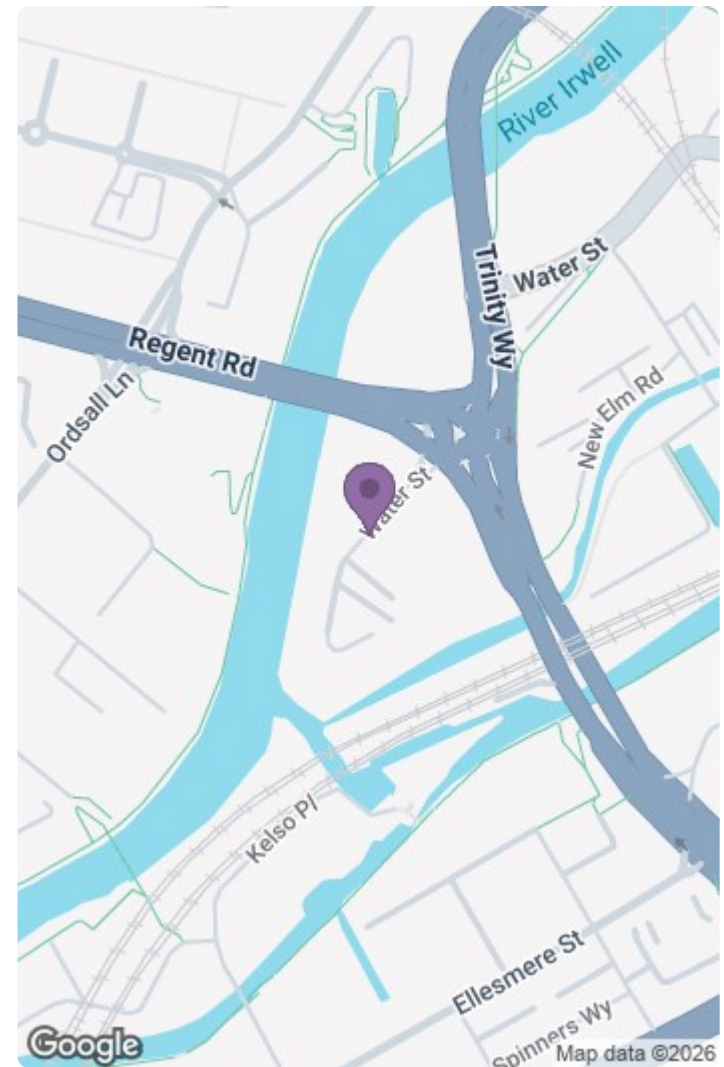 River Irwell
Water St
Trinity Wy
Regent Rd
New Elm Rd
Ordsall Ln
Water St
Kelso Pl
Ellesmere St
Spinners Wy
Google
Map data ©2026